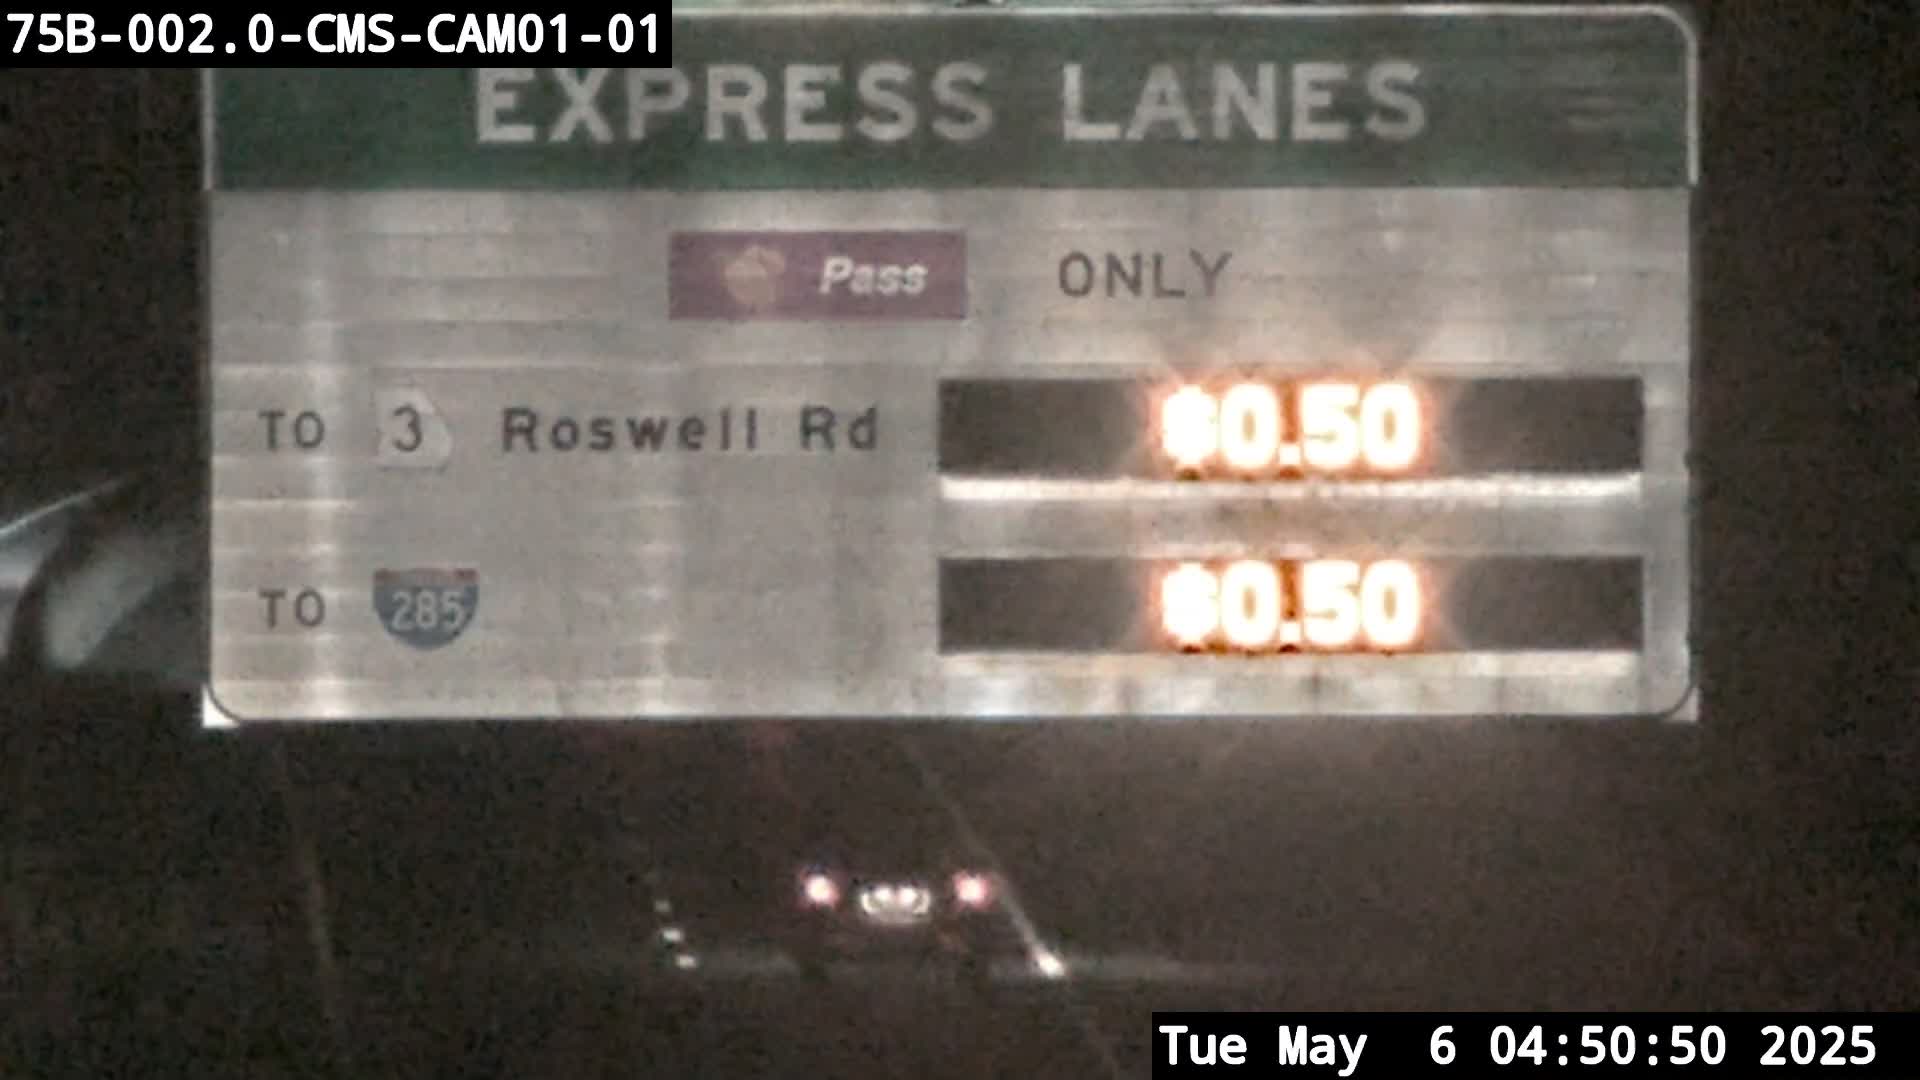 75B-002.0-CMS-CAM01-01
EXPRESS LANES
Pass ONLY
TO 3 Roswell Rd $0.50
TO 285 $0.50
Tue May 6 04:50:50 2025